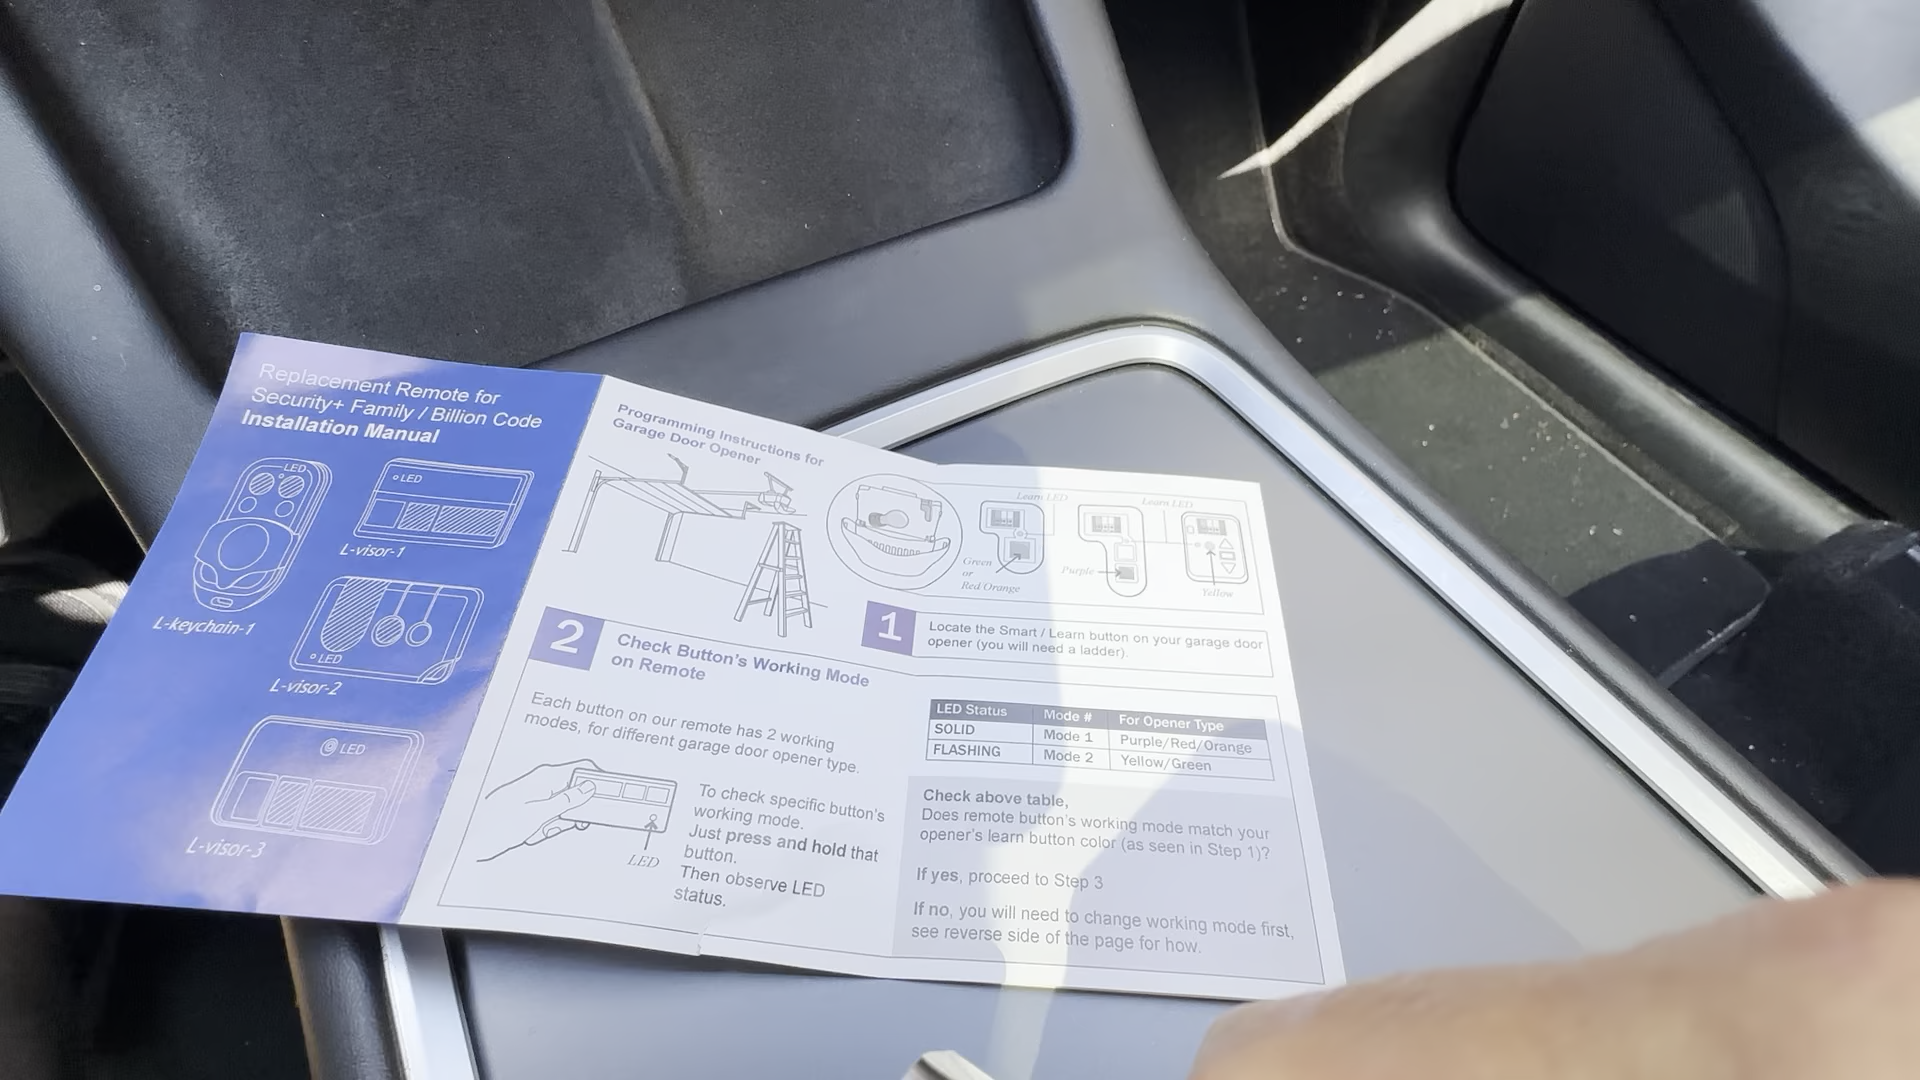 Replacement Remote for
Security+ Family / Billion Code
Installation Manual
LED
L-keychain-1
LED
L-visor-1
LED
L-visor-2
LED
L-visor-3
Programming Instructions for
Garage Door Opener
Learn LED
Learn LED
Green
or
Red/Orange
Purple
Yellow
1
Locate the Smart / Learn button on your garage door
opener (you will need a ladder).
2
Check Button's Working Mode
on Remote
Each button on our remote has 2 working
modes, for different garage door opener type.
To check specific button's
working mode.
Just press and hold that
button.
Then observe LED
status.
LED
LED Status Mode # For Opener Type
SOLID Mode 1 Purple/Red/Orange
FLASHING Mode 2 Yellow/Green
Check above table,
Does remote button's working mode match your
opener's learn button color (as seen in Step 1)?
If yes, proceed to Step 3
If no, you will need to change working mode first,
see reverse side of the page for how.